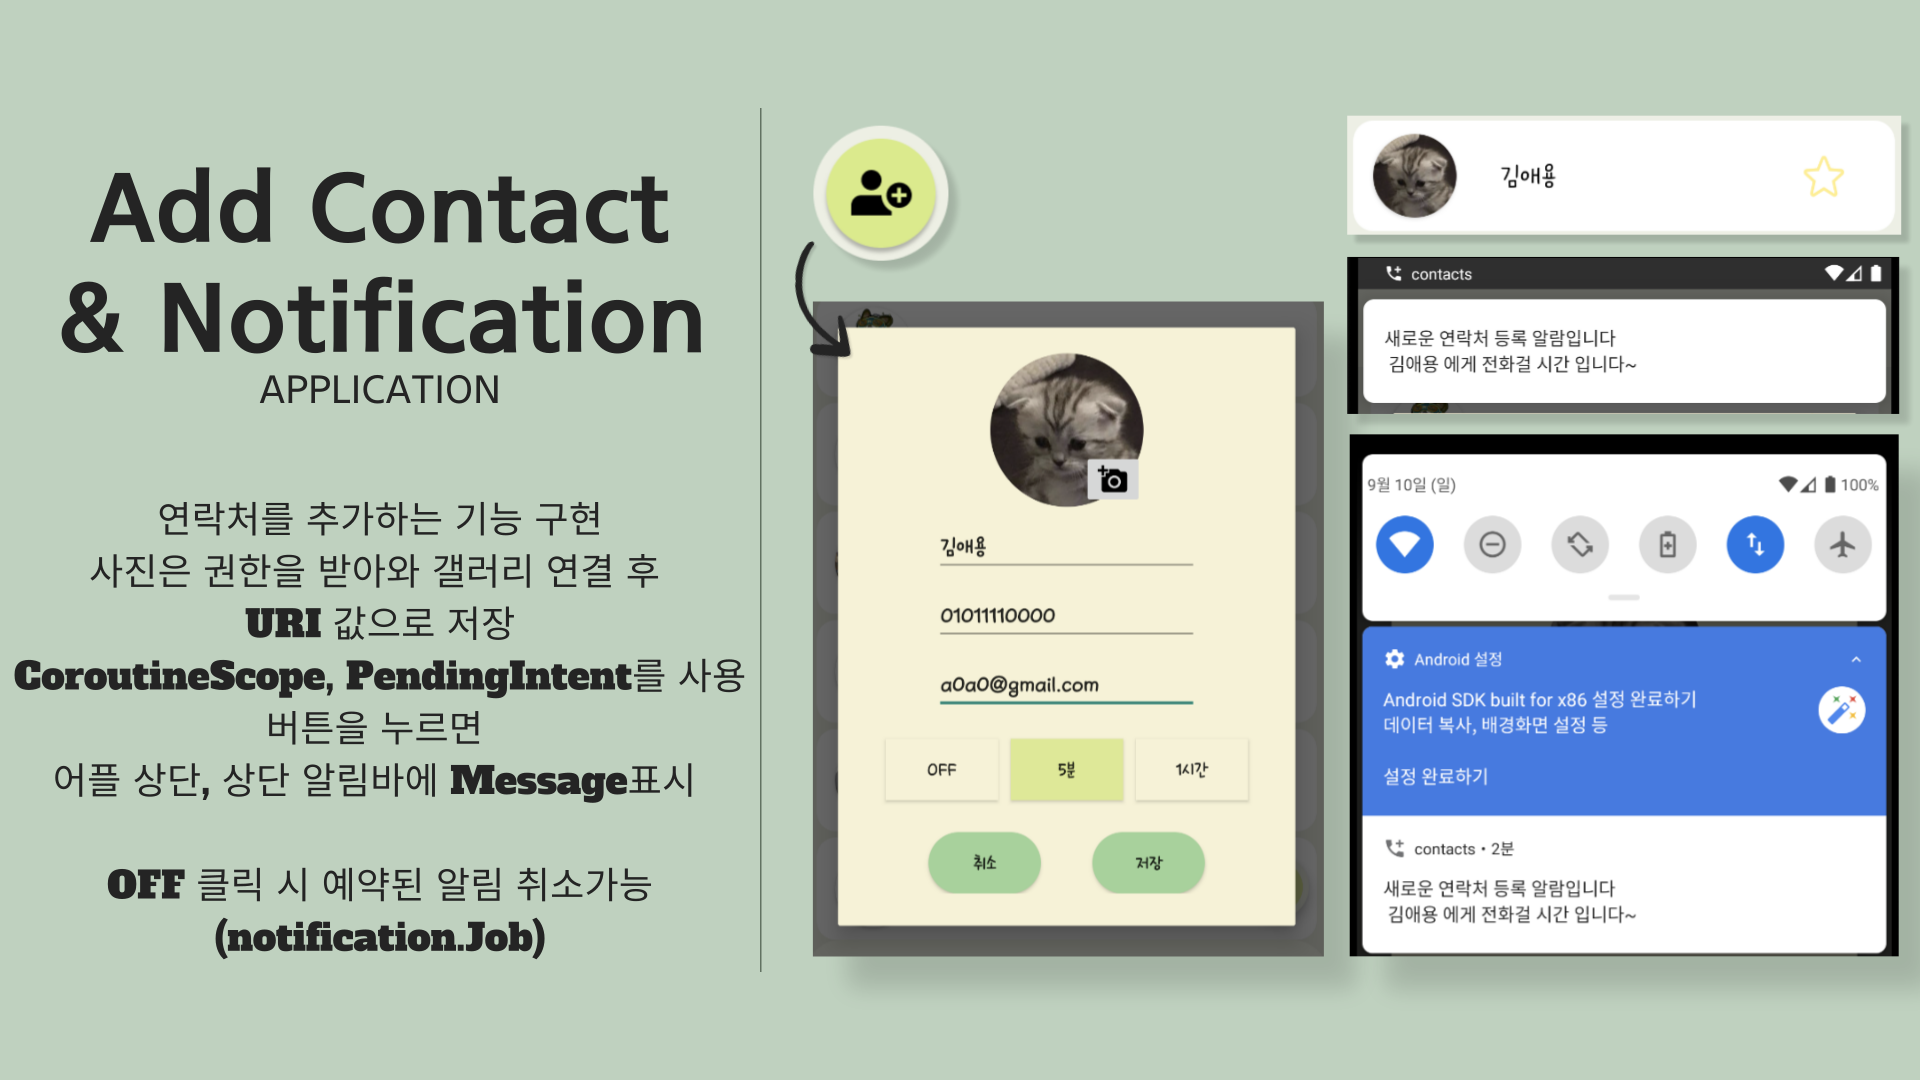 Add Contact
& Notification
APPLICATION
연락처를 추가하는 기능 구현
사진은 권한을 받아와 갤러리 연결 후
URI 값으로 저장
CoroutineScope, PendingIntent를 사용
버튼을 누르면
어플 상단, 상단 알림바에 Message표시
OFF 클릭 시 예약된 알림 취소가능
(notification.Job)
김애용
01011110000
a0a0@gmail.com
OFF 5분 1시간
취소 저장
김애용
contacts
새로운 연락처 등록 알람입니다
김애용 에게 전화걸 시간 입니다~
9월 10일 (일) 100%
Android 설정
Android SDK built for x86 설정 완료하기
데이터 복사, 배경화면 설정 등
설정 완료하기
contacts • 2분
새로운 연락처 등록 알람입니다
김애용 에게 전화걸 시간 입니다~